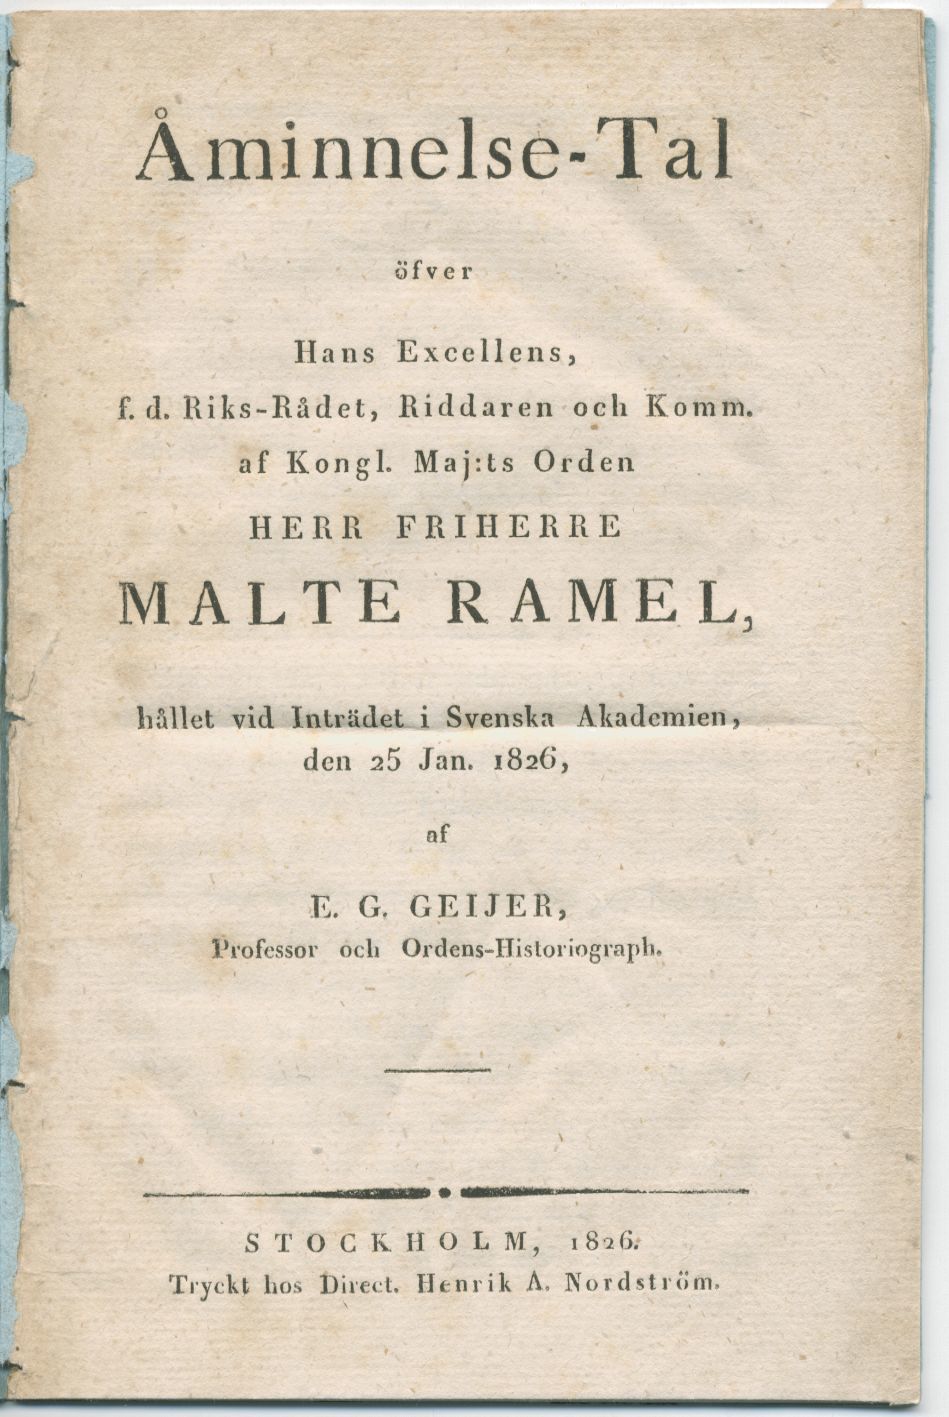 Åminnelse-Tal
öfver
Hans Excellens,
f. d. Riks-Rådet, Riddaren och Komm.
af Kongl. Maj:ts Orden
HERR FRIHERRE
MALTE RAMEL,
hållet vid Inträdet i Svenska Akademien,
den 25 Jan. 1826,
af
E. G. GEIJER,
Professor och Ordens-Historiograph.
STOCKHOLM, 1826.
Tryckt hos Direct. Henrik A. Nordström.